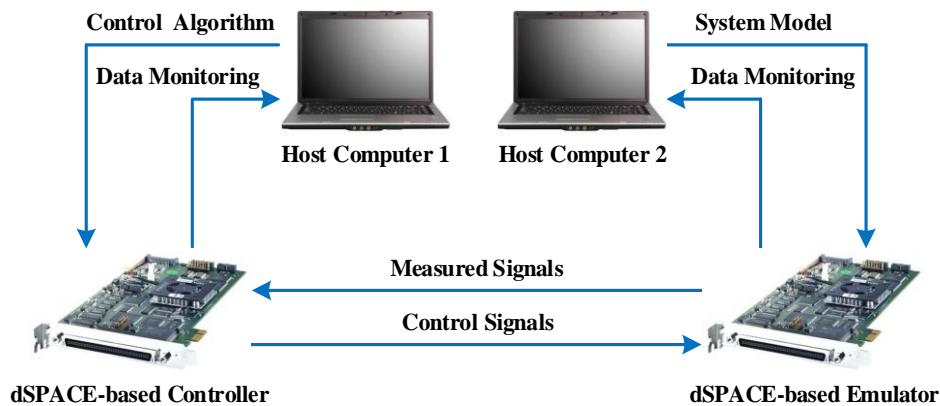 Control Algorithm
System Model
Data Monitoring
Data Monitoring
Host Computer 1
Host Computer 2
Measured Signals
Control Signals
dSPACE-based Controller
dSPACE-based Emulator